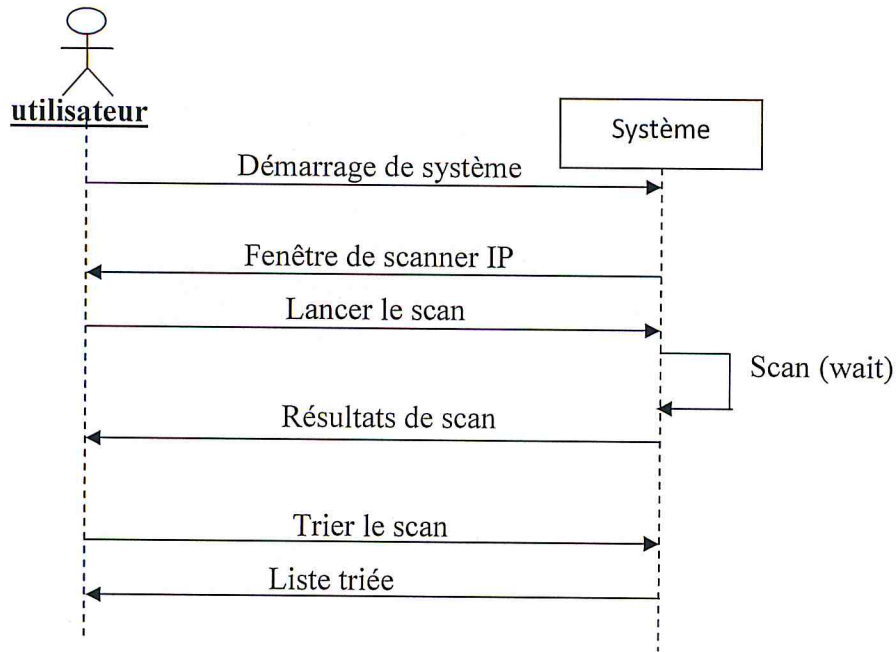 utilisateur
Système
Démarrage de système
Fenêtre de scanner IP
Lancer le scan
Scan (wait)
Résultats de scan
Trier le scan
Liste triée